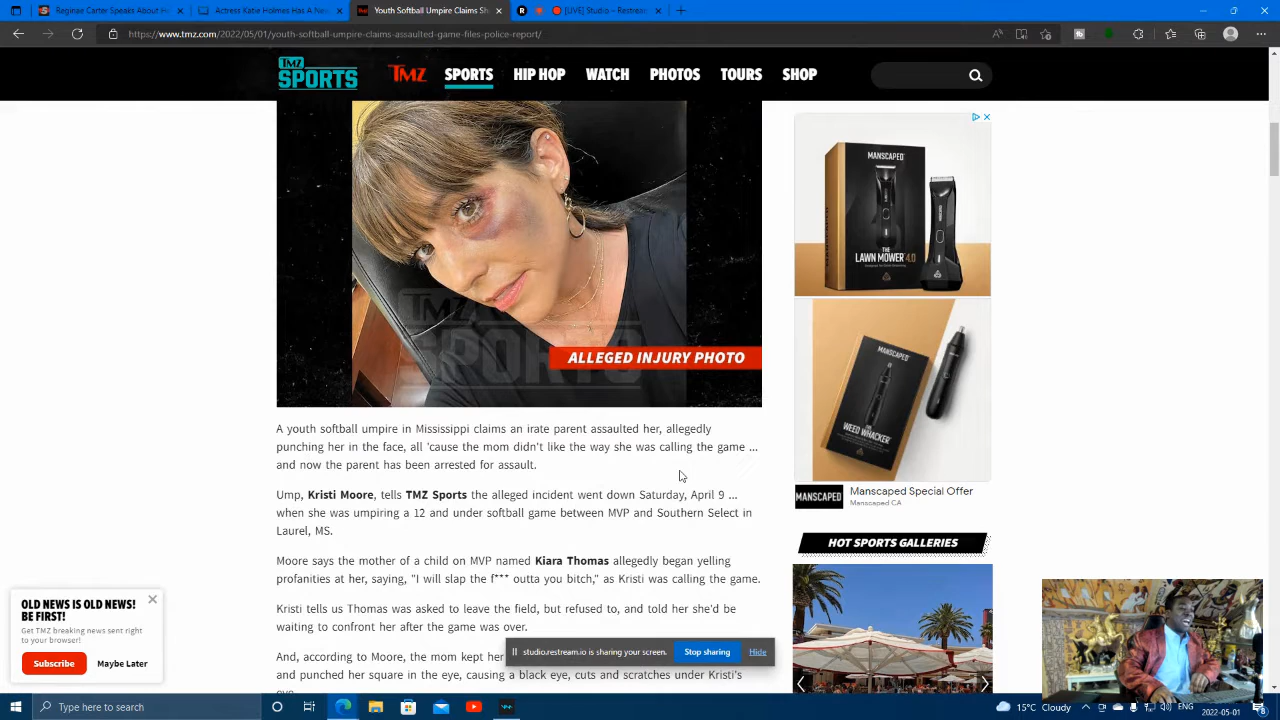 Reginae Carter Speaks About H
Actress Katie Holmes Has A New
Youth Softball Umpire Claims Sh
[LIVE] Studio – Restream
https://www.tmz.com/2022/05/01/youth-softball-umpire-claims-assaulted-game-files-police-report/
TMZ SPORTS
TMZ SPORTS HIP HOP WATCH PHOTOS TOURS SHOP
TMZ SPORTS
ALLEGED INJURY PHOTO
MANSCAPED
THE
LAWN MOWER 4.0
MANSCAPED
THE
WEED WHACKER
MANSCAPED
Manscaped Special Offer
Manscaped CA
A youth softball umpire in Mississippi claims an irate parent assaulted her, allegedly
punching her in the face, all 'cause the mom didn't like the way she was calling the game ...
and now the parent has been arrested for assault.
Ump, Kristi Moore, tells TMZ Sports the alleged incident went down Saturday, April 9 ...
when she was umpiring a 12 and under softball game between MVP and Southern Select in
Laurel, MS.
Moore says the mother of a child on MVP named Kiara Thomas allegedly began yelling
profanities at her, saying, "I will slap the f*** outta you bitch," as Kristi was calling the game.
Kristi tells us Thomas was asked to leave the field, but refused to, and told her she'd be
waiting to confront her after the game was over.
And, according to Moore, the mom kept her
and punched her square in the eye, causing a black eye, cuts and scratches under Kristi's
eye.
HOT SPORTS GALLERIES
OLD NEWS IS OLD NEWS!
BE FIRST!
Get TMZ breaking news sent right
to your browser!
Subscribe
Maybe Later
studio.restream.io is sharing your screen.
Stop sharing
Hide
Type here to search
15°C Cloudy
ENG
2022-05-01